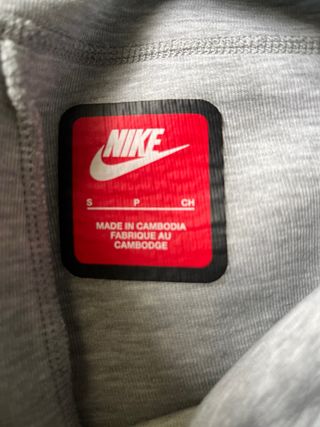 NIKE
S P CH
MADE IN CAMBODIA
FABRIQUE AU
CAMBODGE